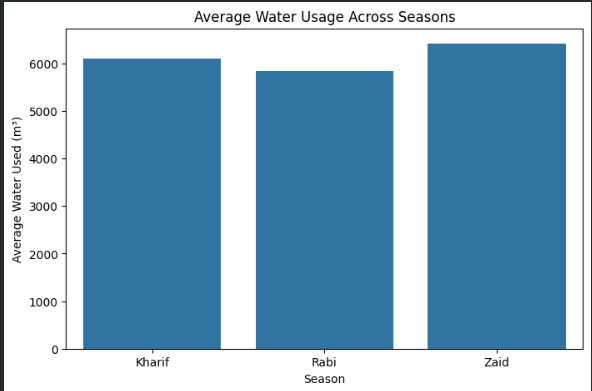 Average Water Usage Across Seasons
Average Water Used (m³)
6000
5000
4000
3000
2000
1000
0
Kharif Rabi Zaid
Season